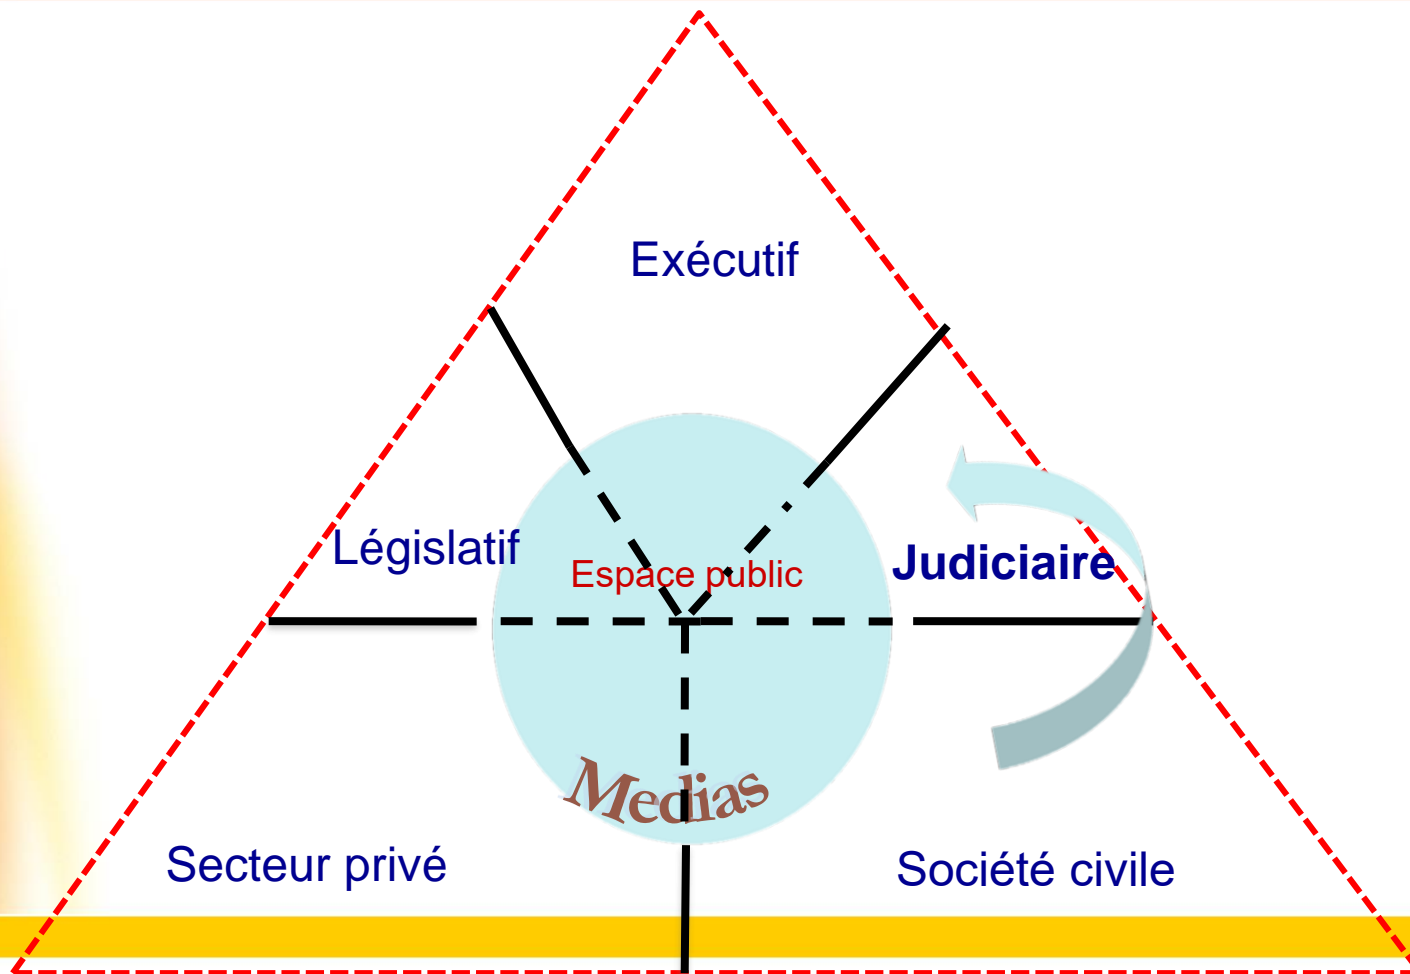 Exécutif
Législatif
Espace public
Judiciaire
Medias
Secteur privé
Société civile